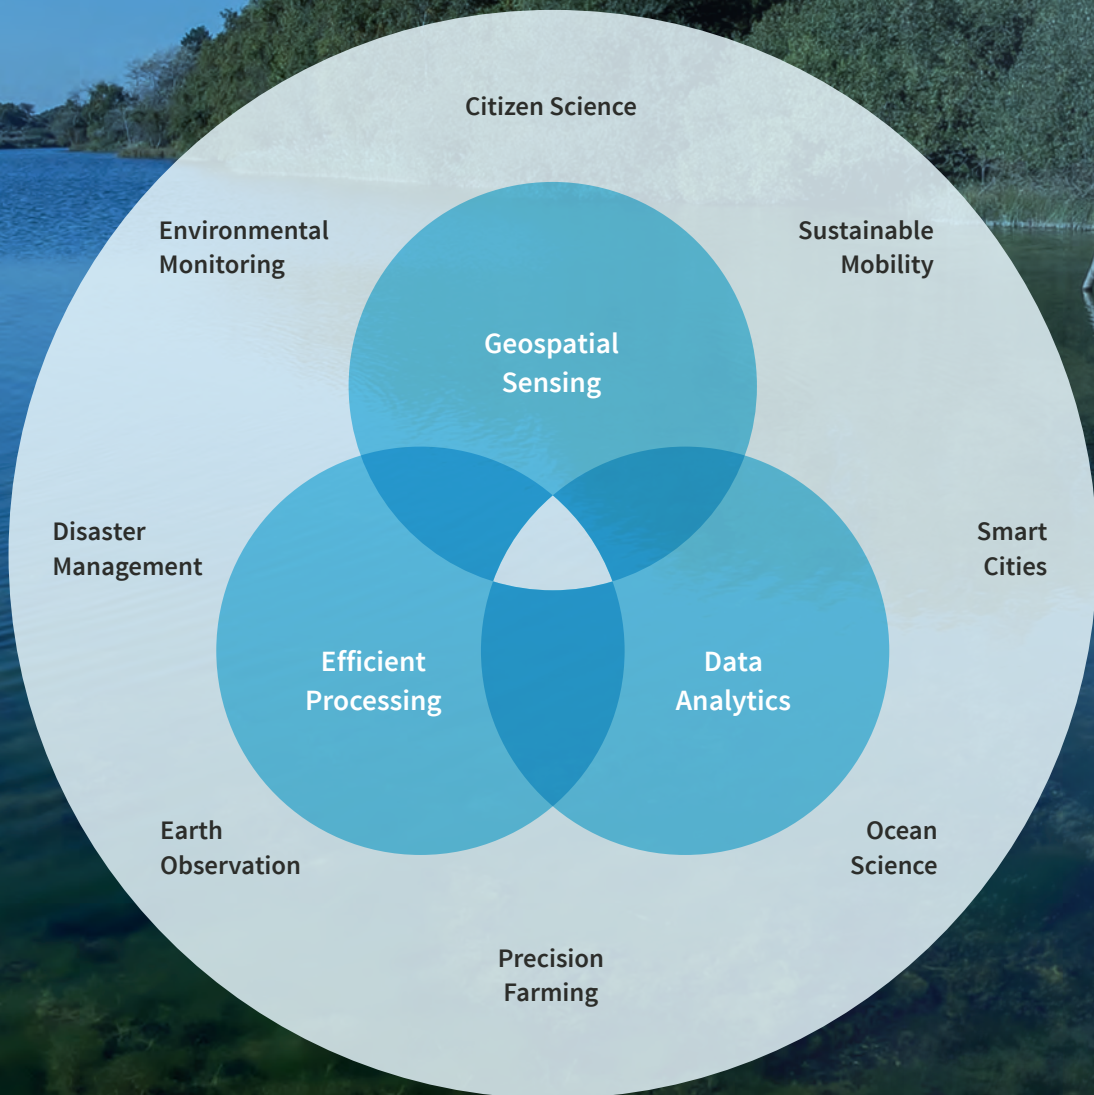 Citizen Science
Environmental
Monitoring
Sustainable
Mobility
Geospatial
Sensing
Disaster
Management
Smart
Cities
Efficient
Processing
Data
Analytics
Earth
Observation
Ocean
Science
Precision
Farming